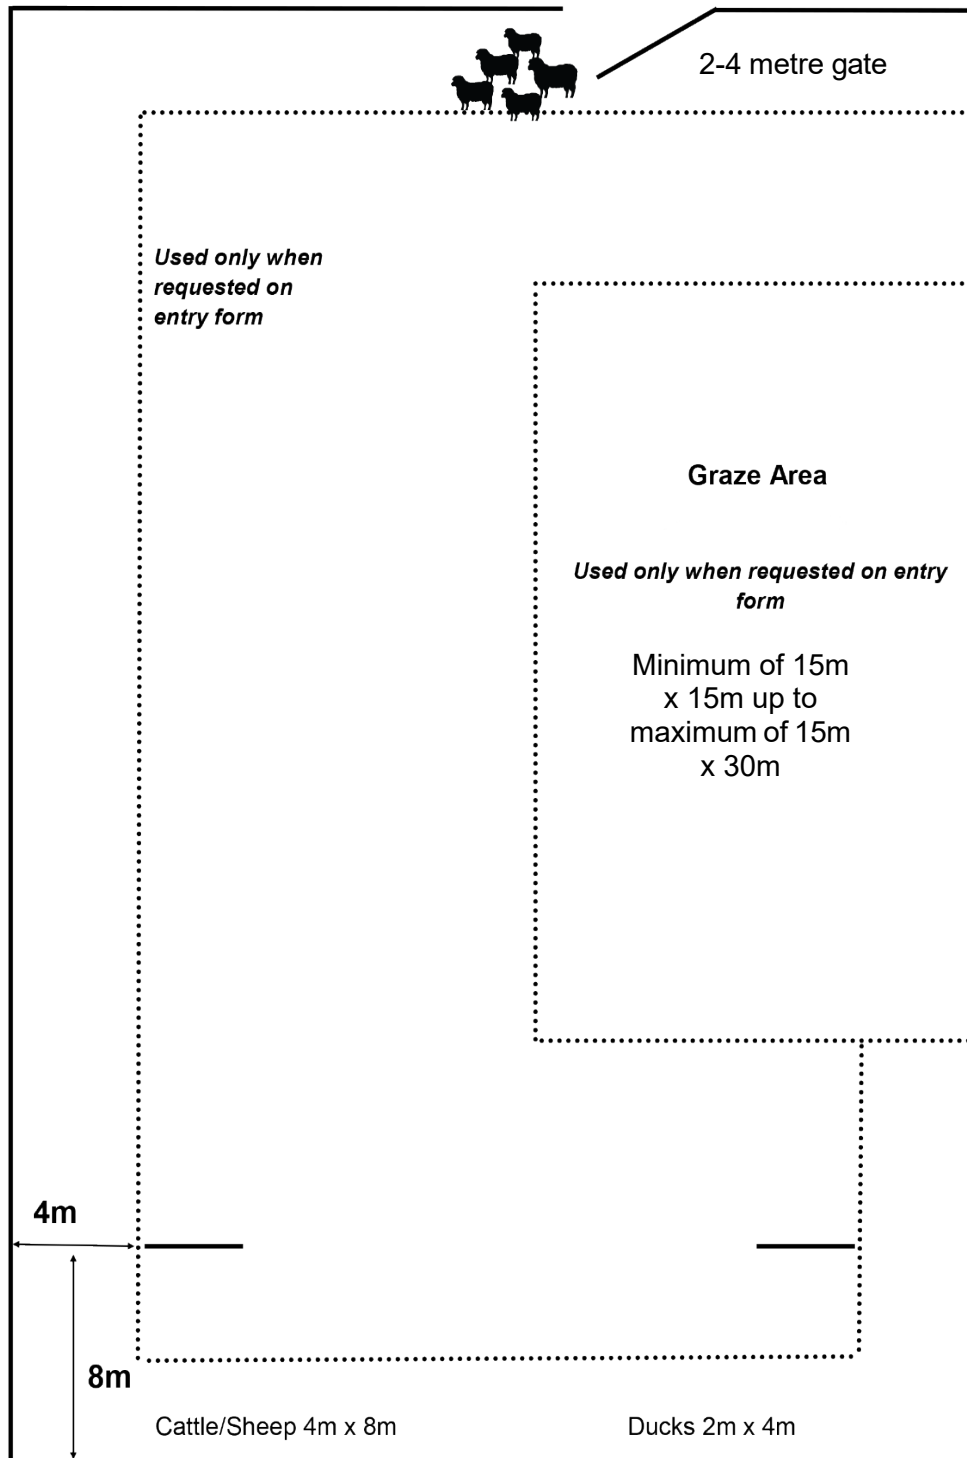 2-4 metre gate
Used only when
requested on
entry form
Graze Area
Used only when requested on entry
form
Minimum of 15m
x 15m up to
maximum of 15m
x 30m
4m
8m
Cattle/Sheep 4m x 8m
Ducks 2m x 4m